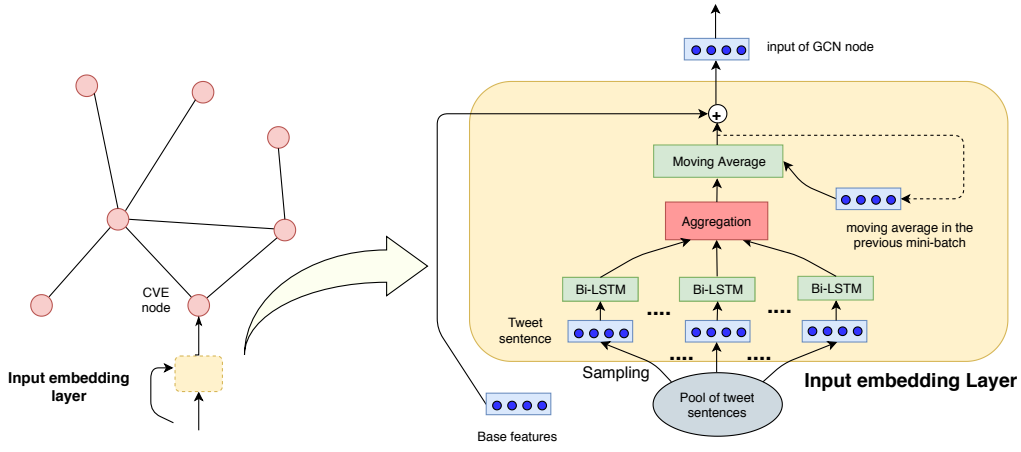 CVE
node
Input embedding
layer
input of GCN node
+
Moving Average
Aggregation
moving average in the
previous mini-batch
Bi-LSTM
Bi-LSTM
Bi-LSTM
....
....
Tweet
sentence
....
....
Sampling
Input embedding Layer
Pool of tweet
sentences
Base features